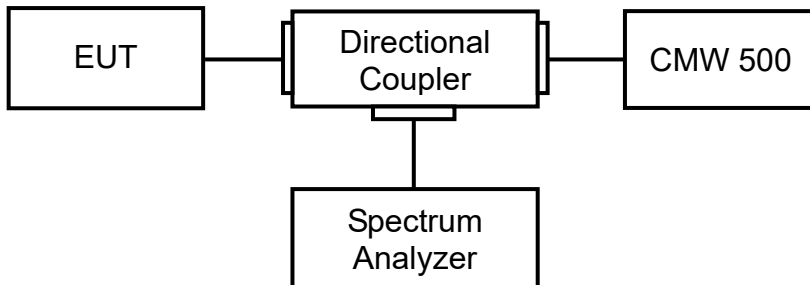 EUT
Directional
Coupler
CMW 500
Spectrum
Analyzer